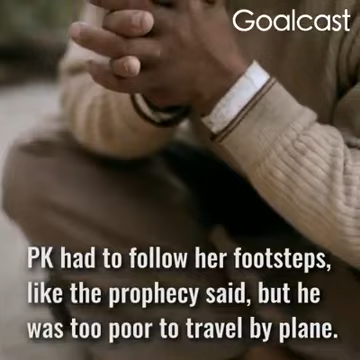 Goalcast
PK had to follow her footsteps,
like the prophecy said, but he
was too poor to travel by plane.